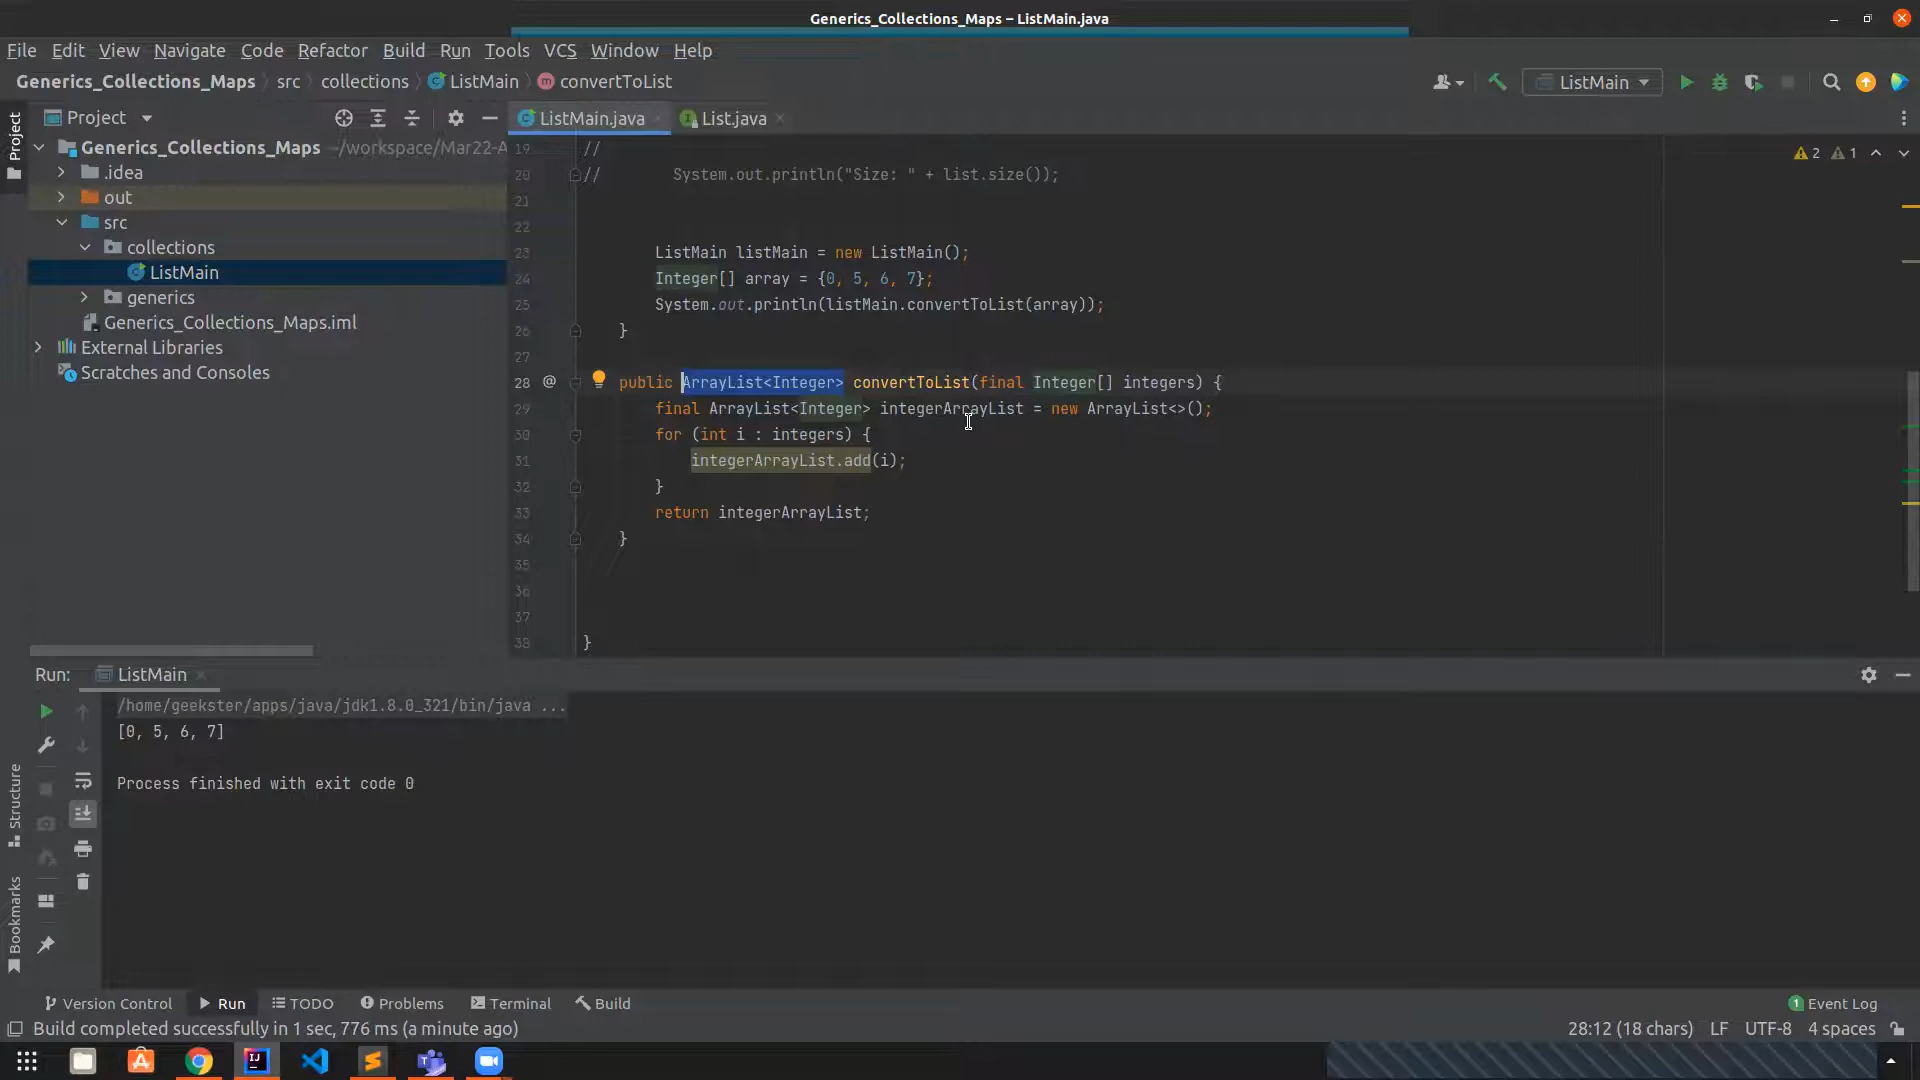 Generics_Collections_Maps – ListMain.java
File Edit View Navigate Code Refactor Build Run Tools VCS Window Help
Generics_Collections_Maps src collections ListMain convertToList
ListMain
Project
Project
ListMain.java
List.java
Generics_Collections_Maps ~/workspace/Mar22-A
.idea
out
src
collections
ListMain
generics
Generics_Collections_Maps.iml
External Libraries
Scratches and Consoles
2 1
19 //
20 // System.out.println("Size: " + list.size());
21
22
23 ListMain listMain = new ListMain();
24 Integer[] array = {0, 5, 6, 7};
25 System.out.println(listMain.convertToList(array));
26 }
27
28 @ public ArrayList<Integer> convertToList(final Integer[] integers) {
29 final ArrayList<Integer> integerArrayList = new ArrayList<>();
30 for (int i : integers) {
31 integerArrayList.add(i);
32 }
33 return integerArrayList;
34 }
35
36
37
38 }
Run: ListMain
/home/geekster/apps/java/jdk1.8.0_321/bin/java ...
[0, 5, 6, 7]
Process finished with exit code 0
Structure
Bookmarks
Version Control Run TODO Problems Terminal Build
1 Event Log
Build completed successfully in 1 sec, 776 ms (a minute ago)
28:12 (18 chars) LF UTF-8 4 spaces